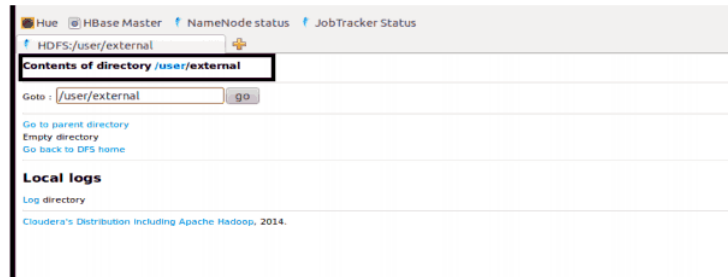 Hue HBase Master NameNode status JobTracker Status
HDFS:/user/external
Contents of directory /user/external
Goto : /user/external go
Go to parent directory
Empty directory
Go back to DFS home
Local logs
Log directory
Cloudera's Distribution including Apache Hadoop, 2014.